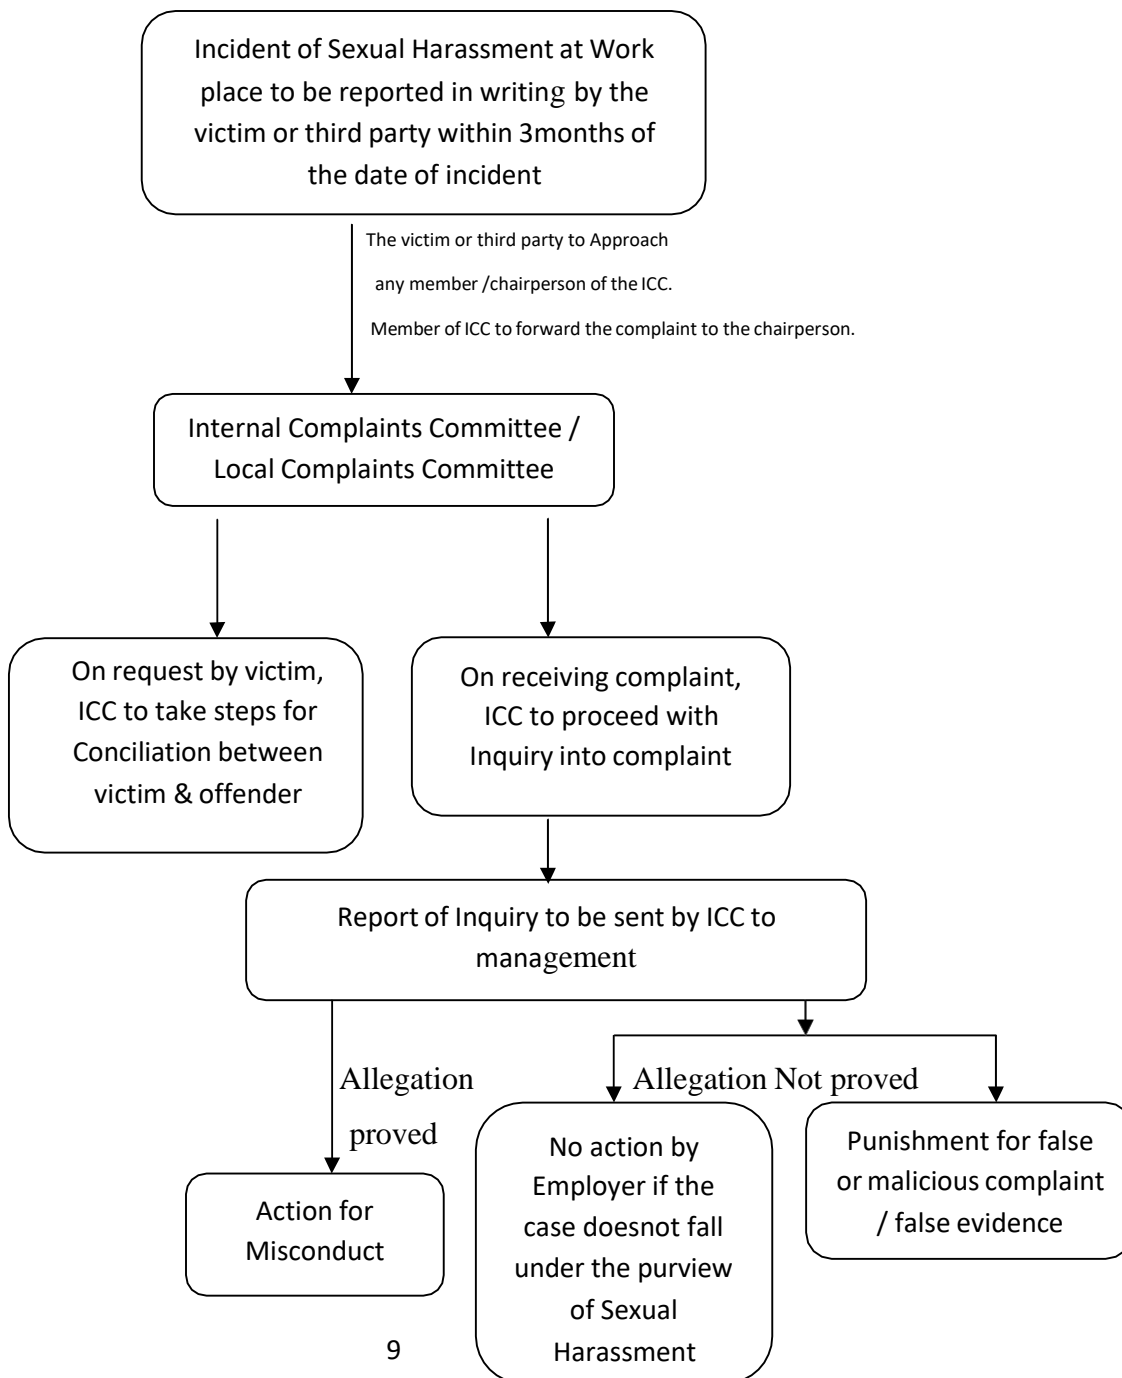 Incident of Sexual Harassment at Work
place to be reported in writing by the
victim or third party within 3months of
the date of incident
The victim or third party to Approach
any member /chairperson of the ICC.
Member of ICC to forward the complaint to the chairperson.
Internal Complaints Committee /
Local Complaints Committee
On request by victim,
ICC to take steps for
Conciliation between
victim & offender
On receiving complaint,
ICC to proceed with
Inquiry into complaint
Report of Inquiry to be sent by ICC to
management
Allegation
proved
Allegation Not proved
Action for
Misconduct
No action by
Employer if the
case doesnot fall
under the purview
of Sexual
Harassment
Punishment for false
or malicious complaint
/ false evidence
9